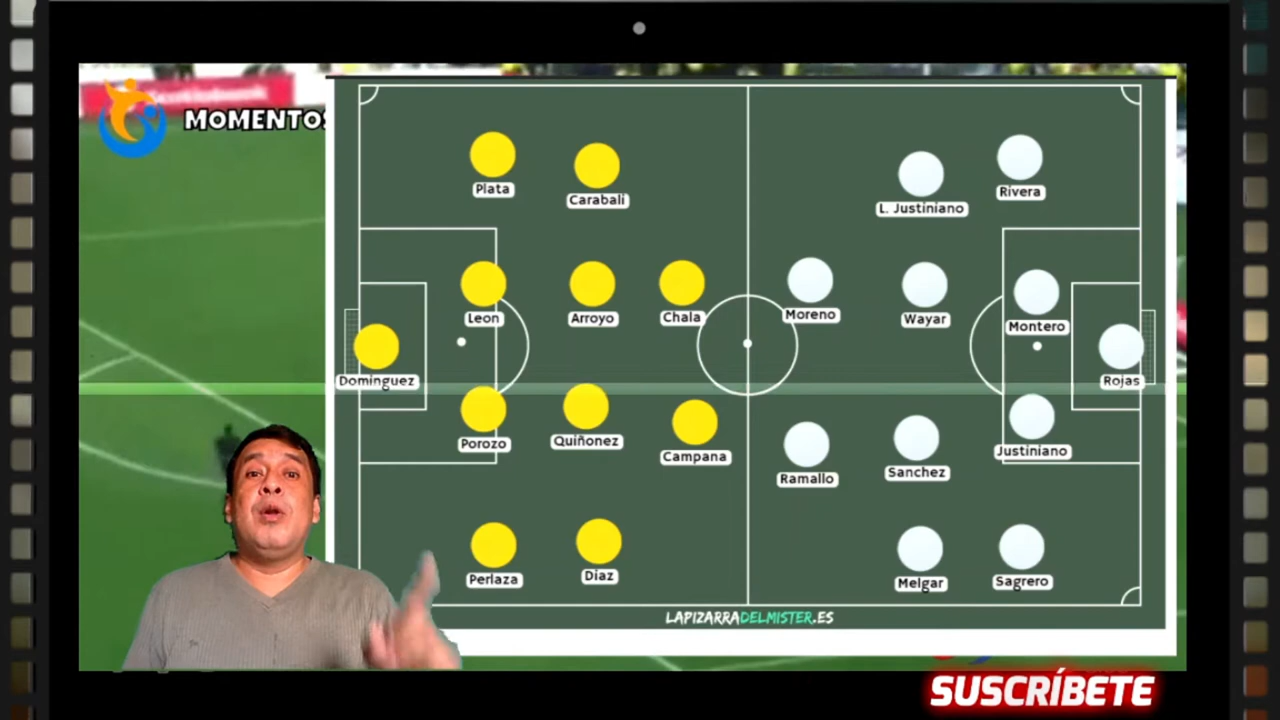 MOMENTOS
Plata
Carabali
L. Justiniano
Rivera
Leon
Arroyo
Chala
Moreno
Wayar
Montero
Dominguez
Rojas
Porozo
Quiñonez
Campana
Ramallo
Sanchez
Justiniano
Perlaza
Diaz
Melgar
Sagrero
LAPIZARRADELMISTER.ES
SUSCRÍBETE